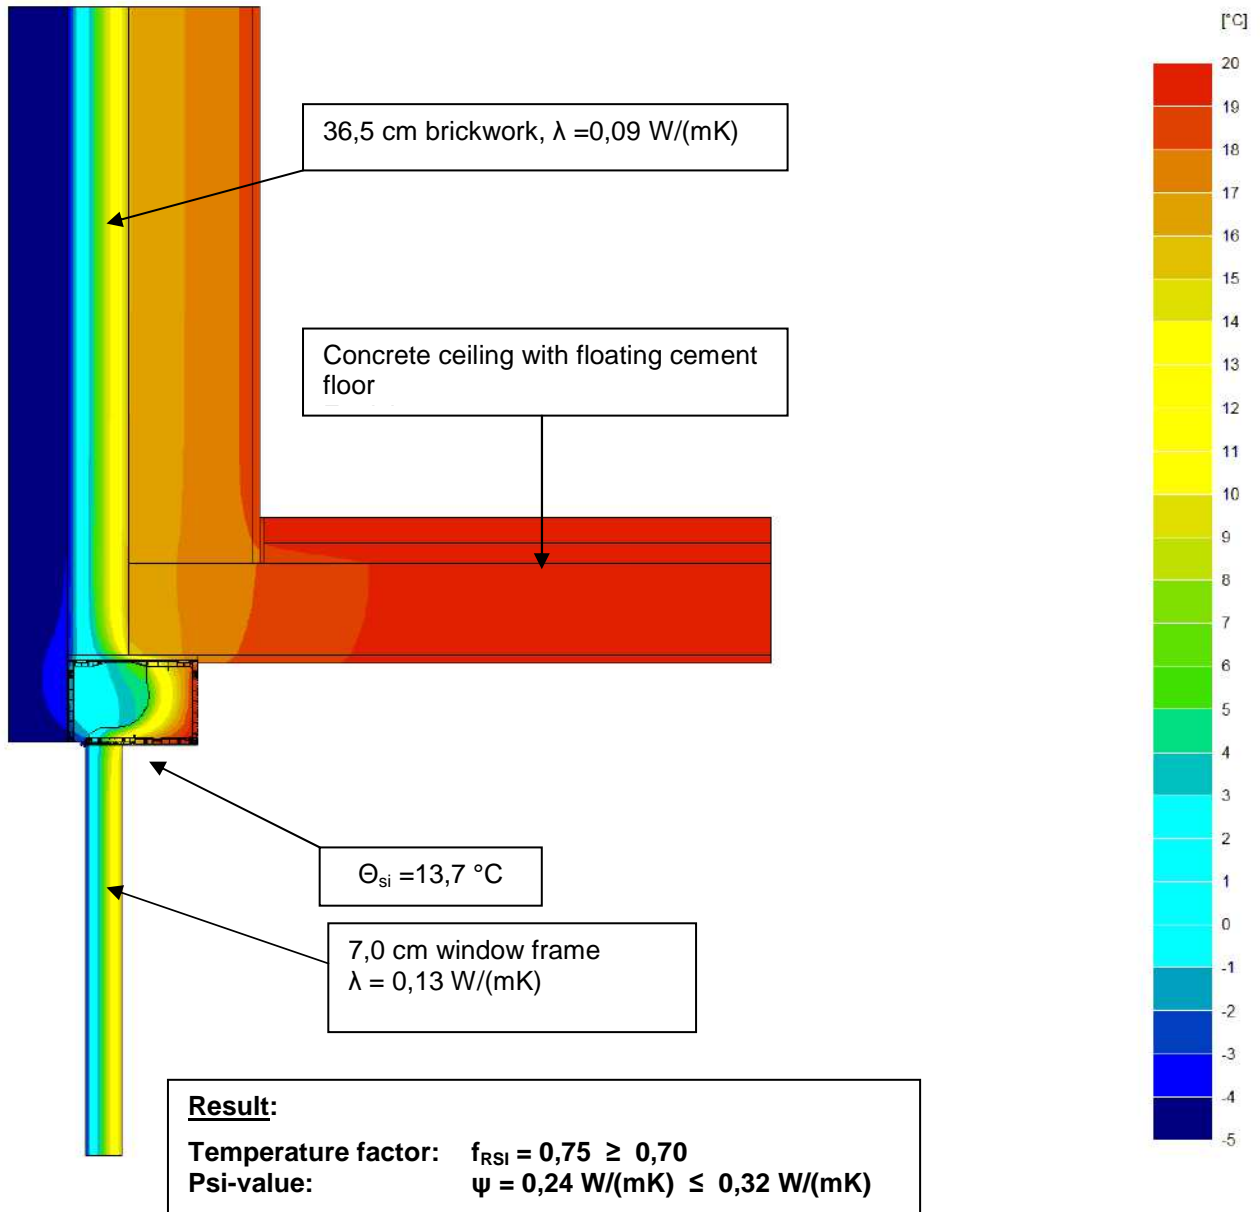 [°C]
20
19
18
17
16
15
14
13
12
11
10
9
8
7
6
5
4
3
2
1
0
-1
-2
-3
-4
-5
36,5 cm brickwork, λ =0,09 W/(mK)
Concrete ceiling with floating cement
floor
Θsi =13,7 °C
7,0 cm window frame
λ = 0,13 W/(mK)
Result:
Temperature factor: fRSI = 0,75 ≥ 0,70
Psi-value: ψ = 0,24 W/(mK) ≤ 0,32 W/(mK)